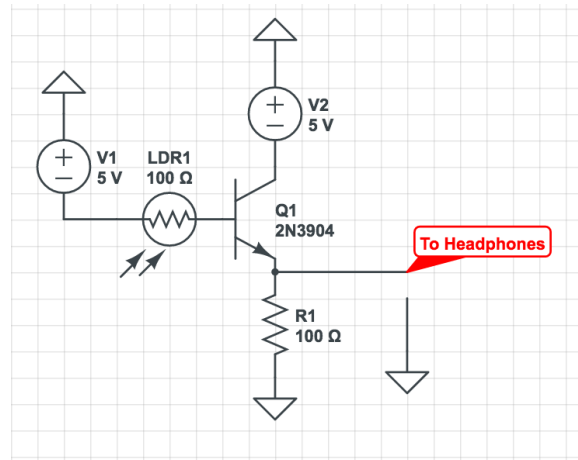 V1
5 V
LDR1
100 Ω
+
−
V2
5 V
+
−
Q1
2N3904
To Headphones
R1
100 Ω